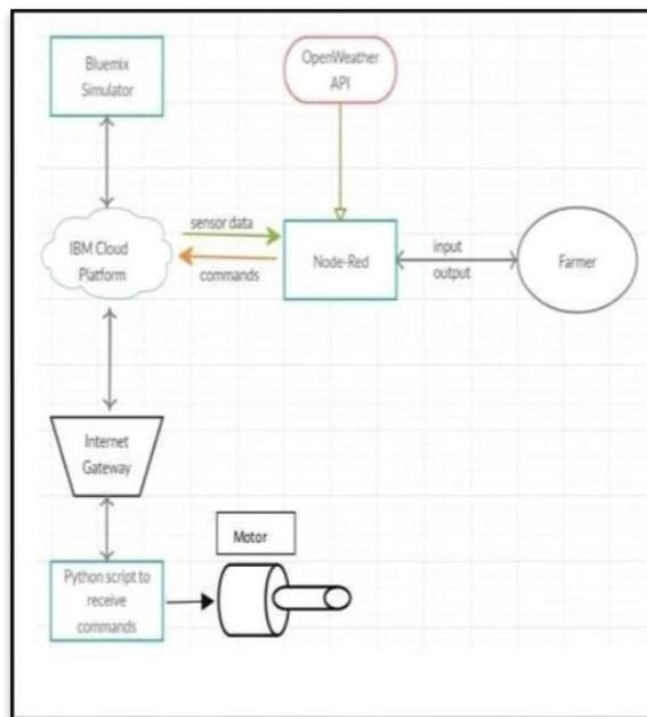 Bluemix
Simulator
OpenWeather
API
IBM Cloud
Platform
sensor data
commands
Node-Red
input
output
Farmer
Internet
Gateway
Motor
Python script to
receive
commands